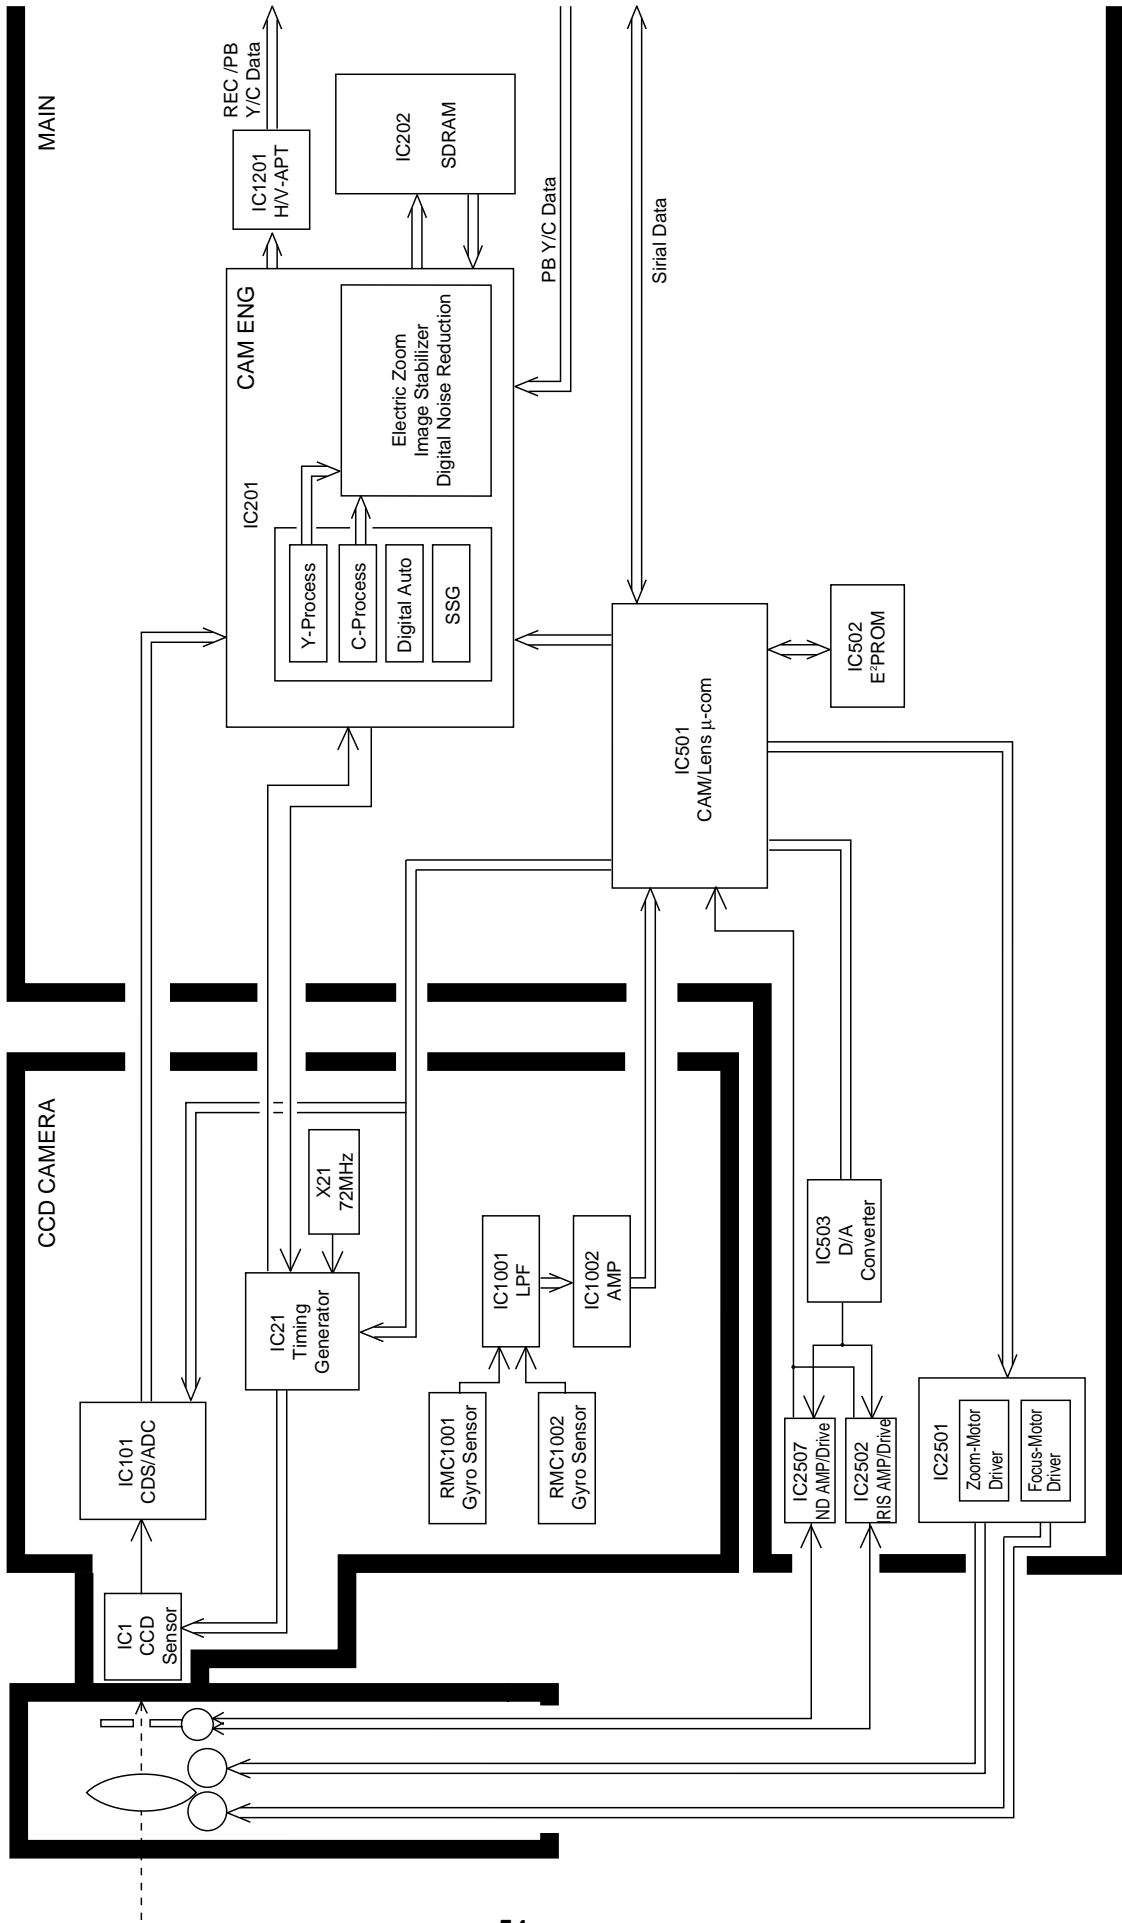 MAIN
REC /PB
Y/C Data
IC1201
H/V-APT
IC202
SDRAM
CAM ENG
IC201
Electric Zoom
Image Stabilizer
Digital Noise Reduction
Y-Process
C-Process
Digital Auto
SSG
PB Y/C Data
Sirial Data
IC501
CAM/Lens μ-com
IC502
E²PROM
CCD CAMERA
X21
72MHz
IC21
Timing
Generator
IC101
CDS/ADC
IC1
CCD
Sensor
IC1001
LPF
IC1002
AMP
RMC1001
Gyro Sensor
RMC1002
Gyro Sensor
IC503
D/A
Converter
IC2507
ND AMP/Drive
IC2502
IRIS AMP/Drive
IC2501
Zoom-Motor
Driver
Focus-Motor
Driver